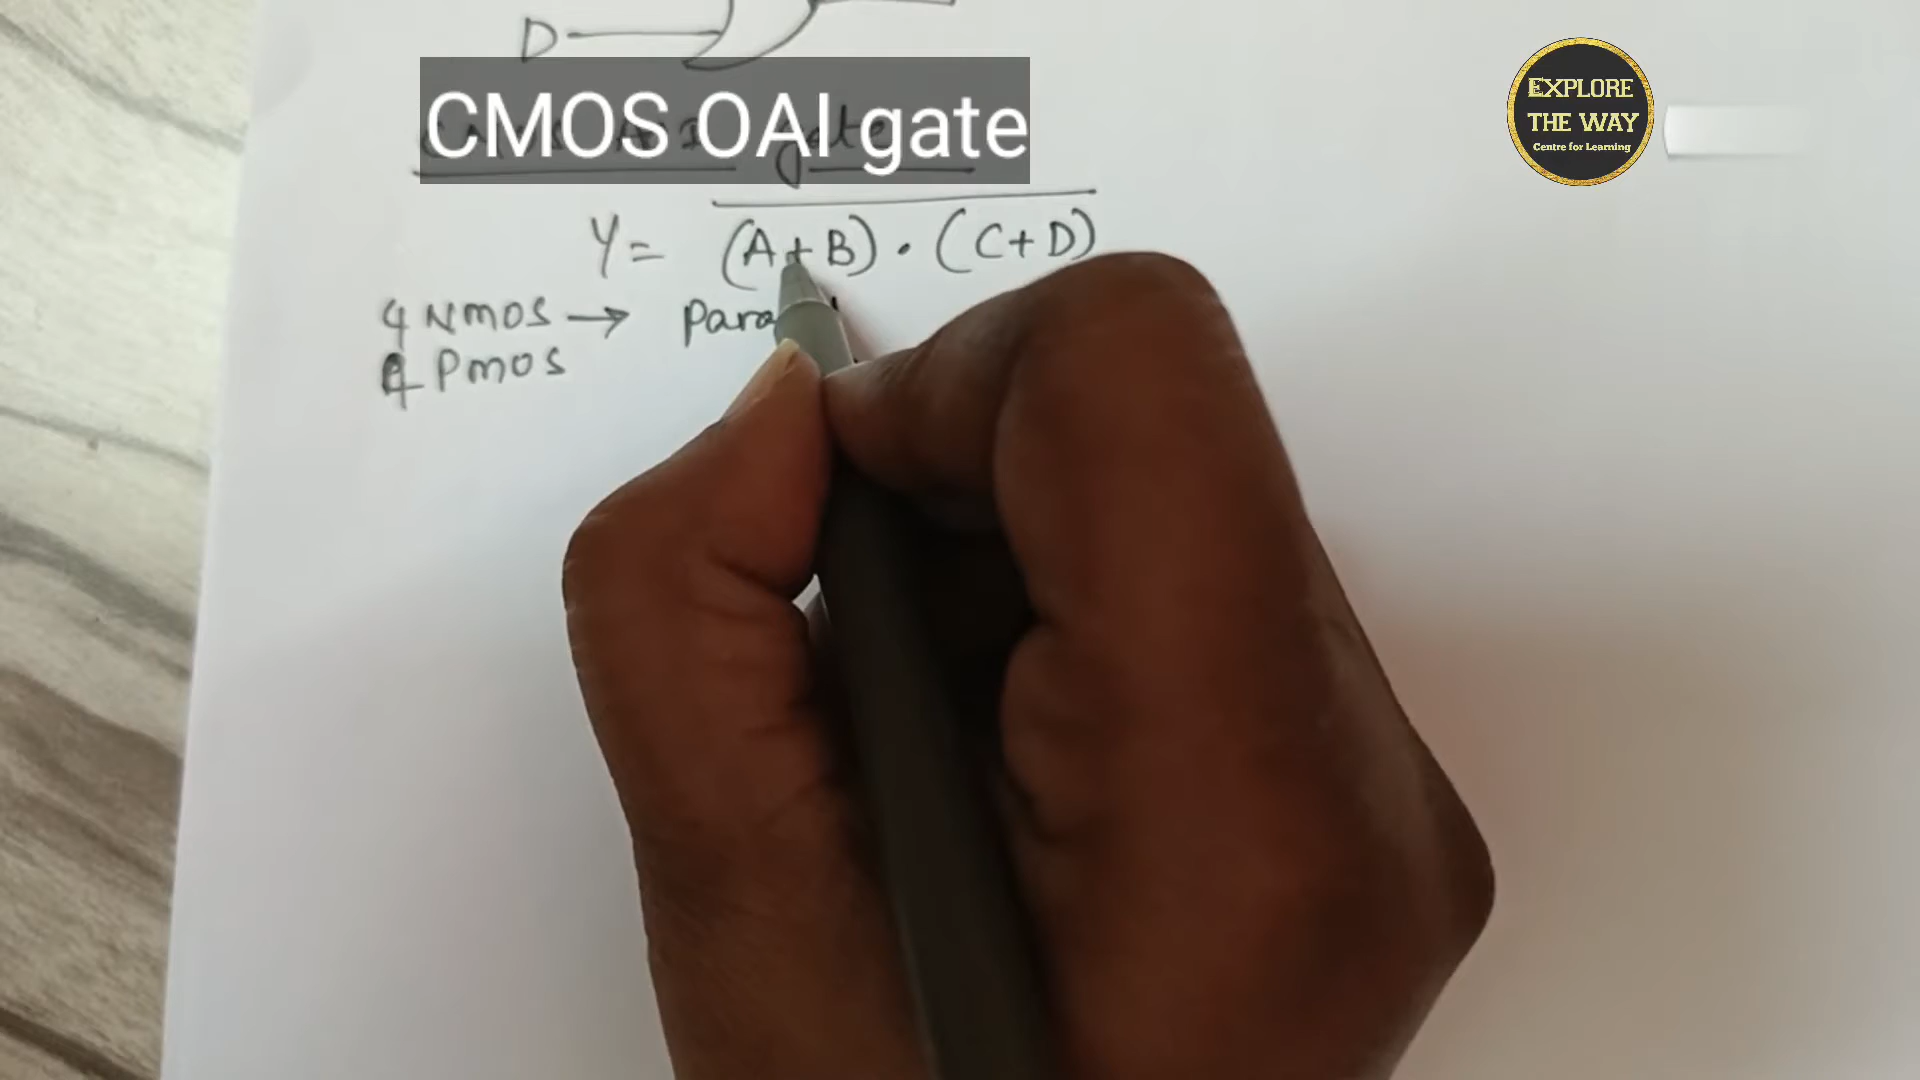 D
CMOS OAI gate
EXPLORE
THE WAY
Centre for Learning
Y = (A+B) . (C+D)
4 NMOS → Para
4 PMOS